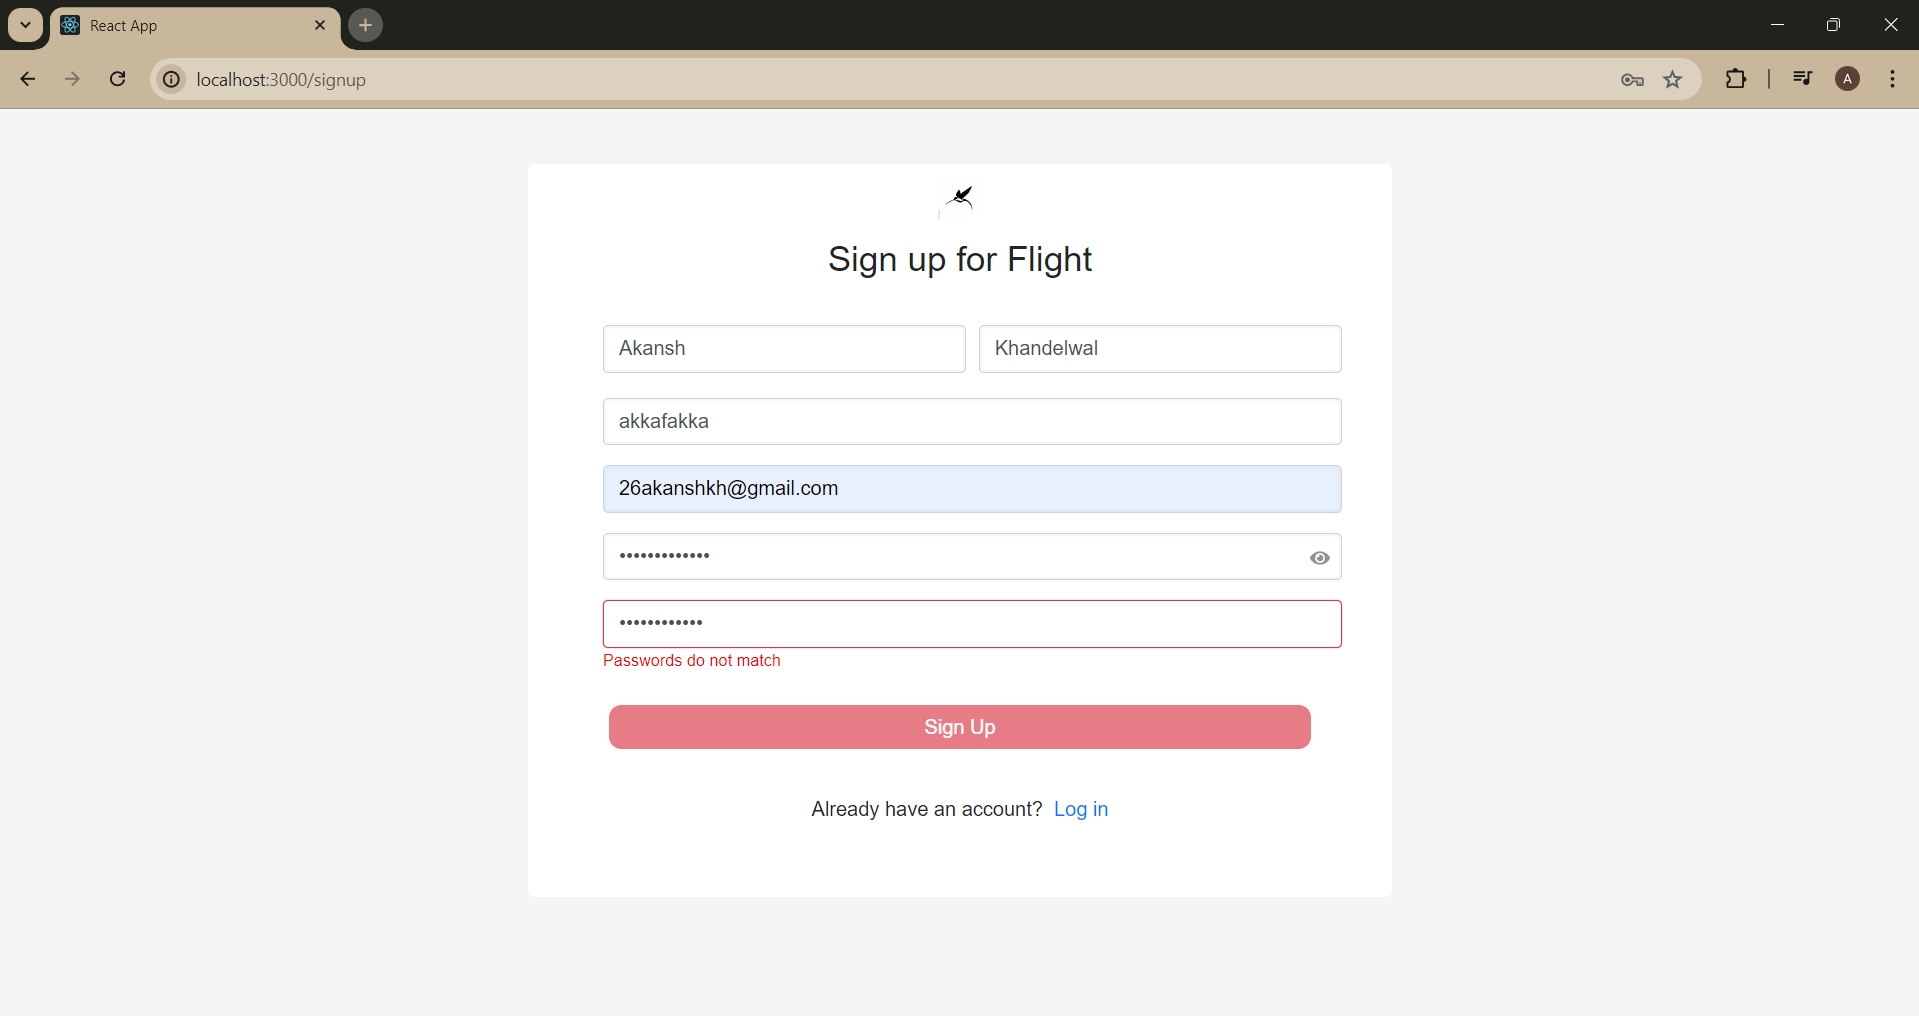 React App
localhost:3000/signup
A
Sign up for Flight
Akansh Khandelwal
akkafakka
26akanshkh@gmail.com
•••••••••••••
••••••••••••
Passwords do not match
Sign Up
Already have an account? Log in